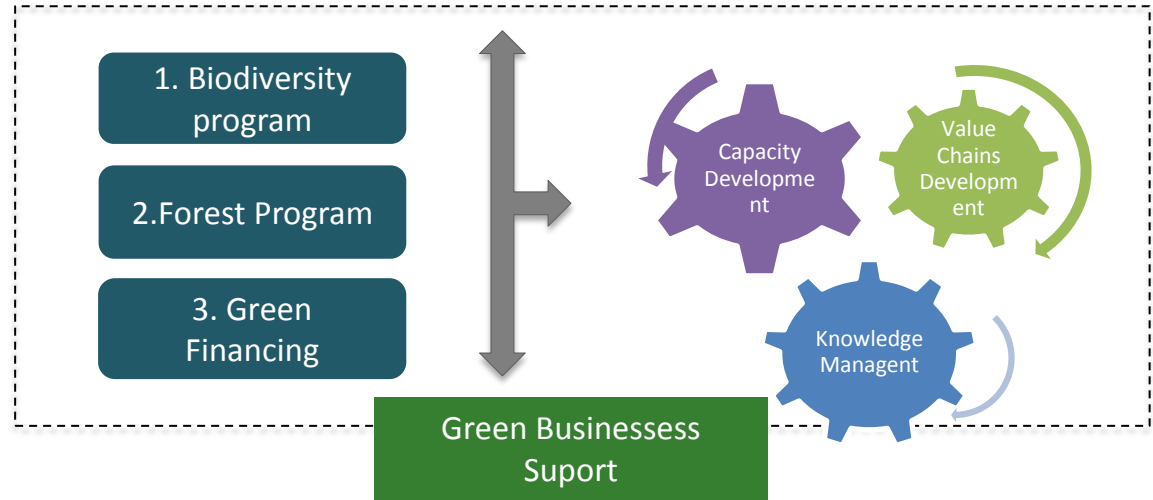 1. Biodiversity
program
2.Forest Program
3. Green
Financing
Capacity
Developme
nt
Value
Chains
Developm
ent
Knowledge
Managent
Green Businessess
Suport